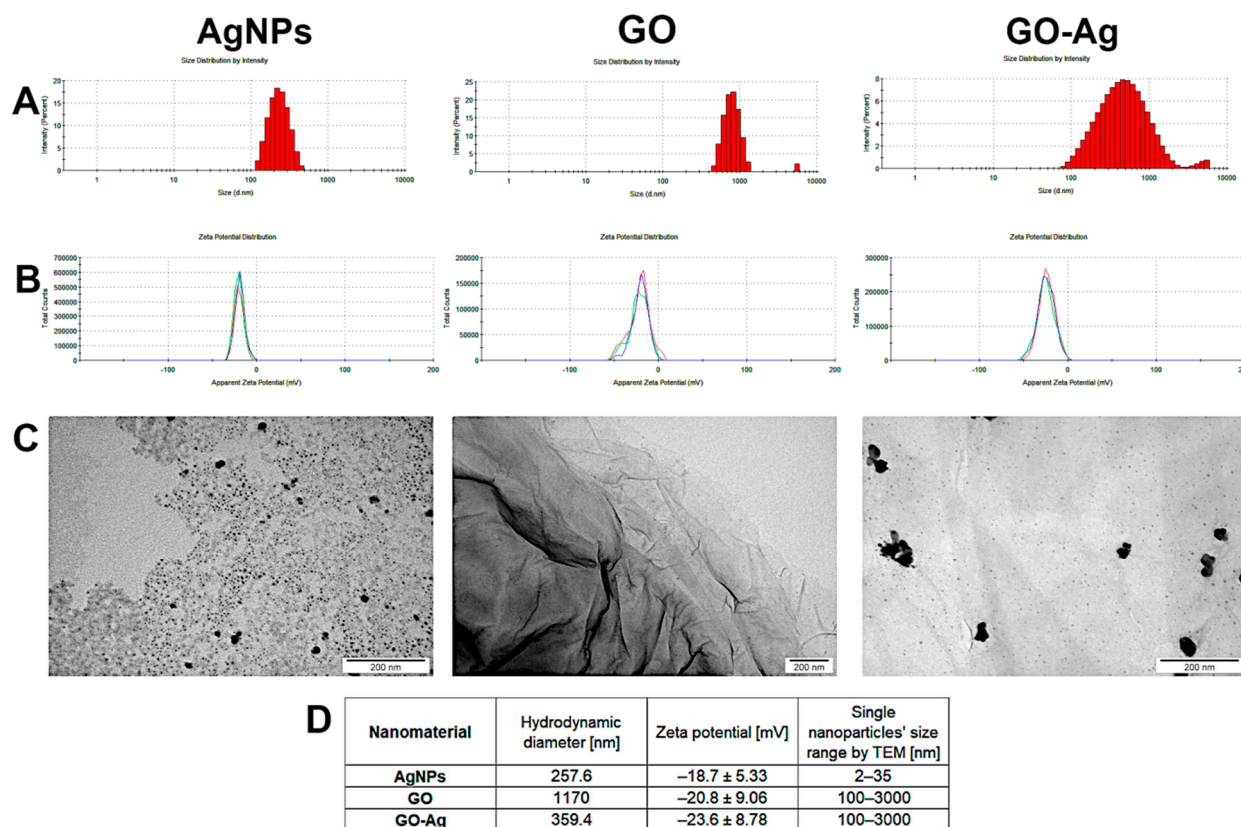 AgNPs
GO
GO-Ag
A
Size Distribution by Intensity
Intensity (Percent)
20
15
10
5
0
1
10
100
1000
10000
Size (d.nm)
Size Distribution by Intensity
Intensity (Percent)
25
20
15
10
5
0
1
10
100
1000
10000
Size (d.nm)
Size Distribution by Intensity
Intensity (Percent)
8
6
4
2
0
1
10
100
1000
10000
Size (d.nm)
B
Zeta Potential Distribution
Total Counts
700000
600000
500000
400000
300000
200000
100000
0
-100
0
100
200
Apparent Zeta Potential (mV)
Zeta Potential Distribution
Total Counts
200000
150000
100000
50000
0
-100
0
100
200
Apparent Zeta Potential (mV)
Zeta Potential Distribution
Total Counts
300000
200000
100000
0
-100
0
100
Apparent Zeta Potential (mV)
C
200 nm
200 nm
200 nm
D
Nanomaterial
Hydrodynamic
diameter [nm]
Zeta potential [mV]
Single
nanoparticles' size
range by TEM [nm]
AgNPs 257.6 –18.7 ± 5.33 2–35
GO 1170 –20.8 ± 9.06 100–3000
GO-Ag 359.4 –23.6 ± 8.78 100–3000